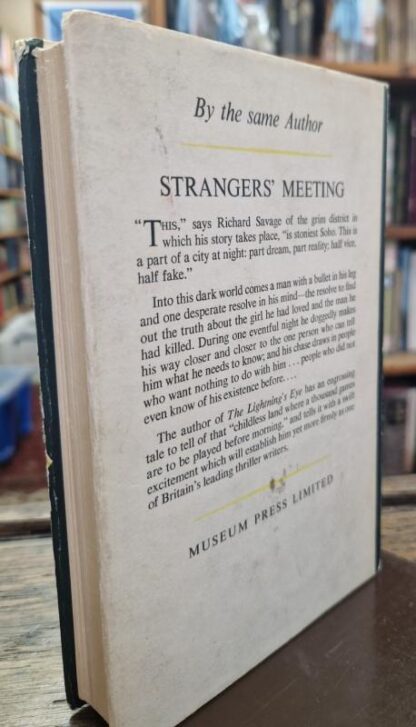 By the same Author
STRANGERS' MEETING
“THIS,” says Richard Savage of the grim district in
which his story takes place, “is stoniest Soho. This is
a part of a city at night: part dream, part reality; half vice,
half fake.”
Into this dark world comes a man with a bullet in his leg
and one desperate resolve in his mind—the resolve to find
out the truth about the girl he had loved and the man he
had killed. During one eventful night he doggedly makes
his way closer and closer to the one person who can tell
him what he needs to know; and his chase draws in people
who want nothing to do with him . . . people who did not
even know of his existence before. . . .
The author of The Lightning's Eye has an engrossing
tale to tell of that “childless land where a thousand games
are to be played before morning,” and tells it with a swift
excitement which will establish him yet more firmly as one
of Britain's leading thriller writers.
MUSEUM PRESS LIMITED